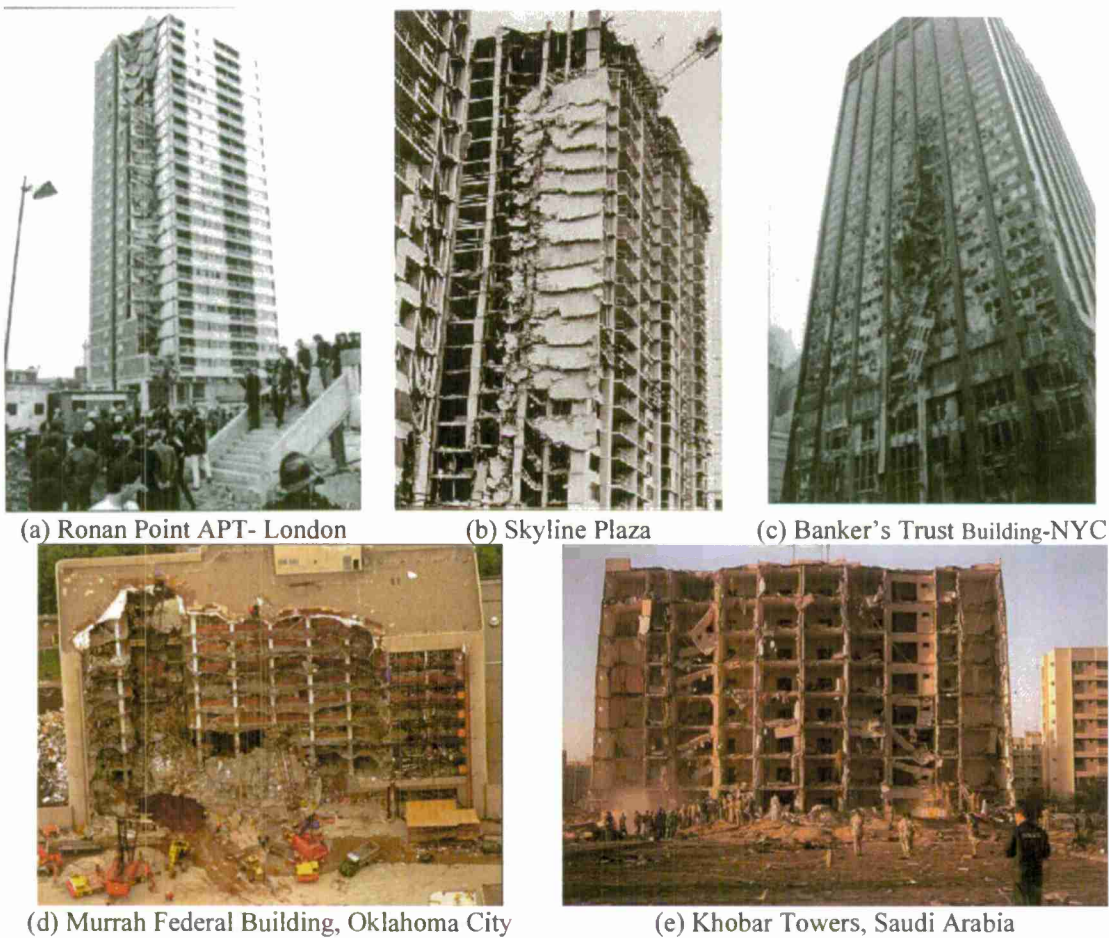 (a) Ronan Point APT- London
(b) Skyline Plaza
(c) Banker's Trust Building-NYC
(d) Murrah Federal Building, Oklahoma City
(e) Khobar Towers, Saudi Arabia